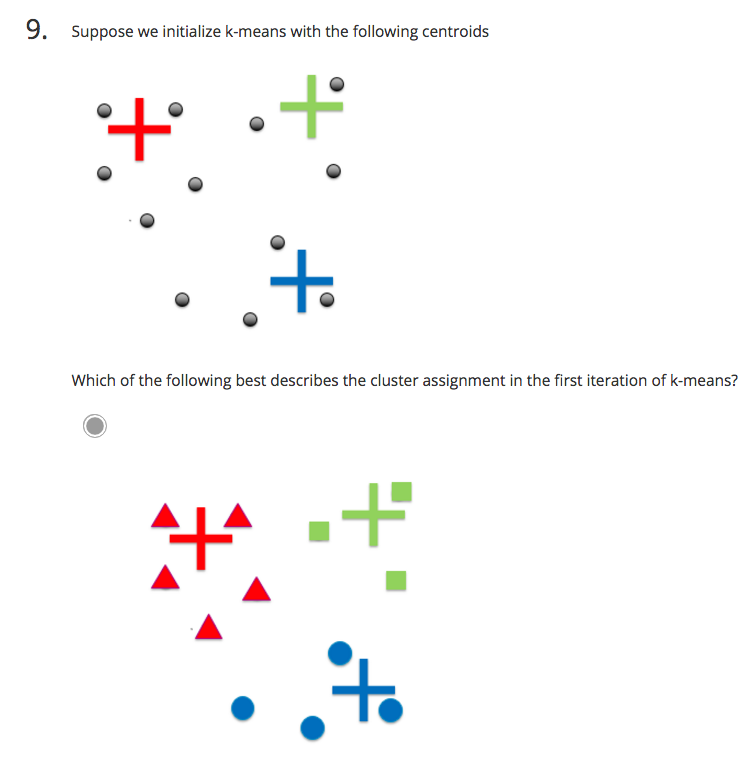 9. Suppose we initialize k-means with the following centroids
Which of the following best describes the cluster assignment in the first iteration of k-means?